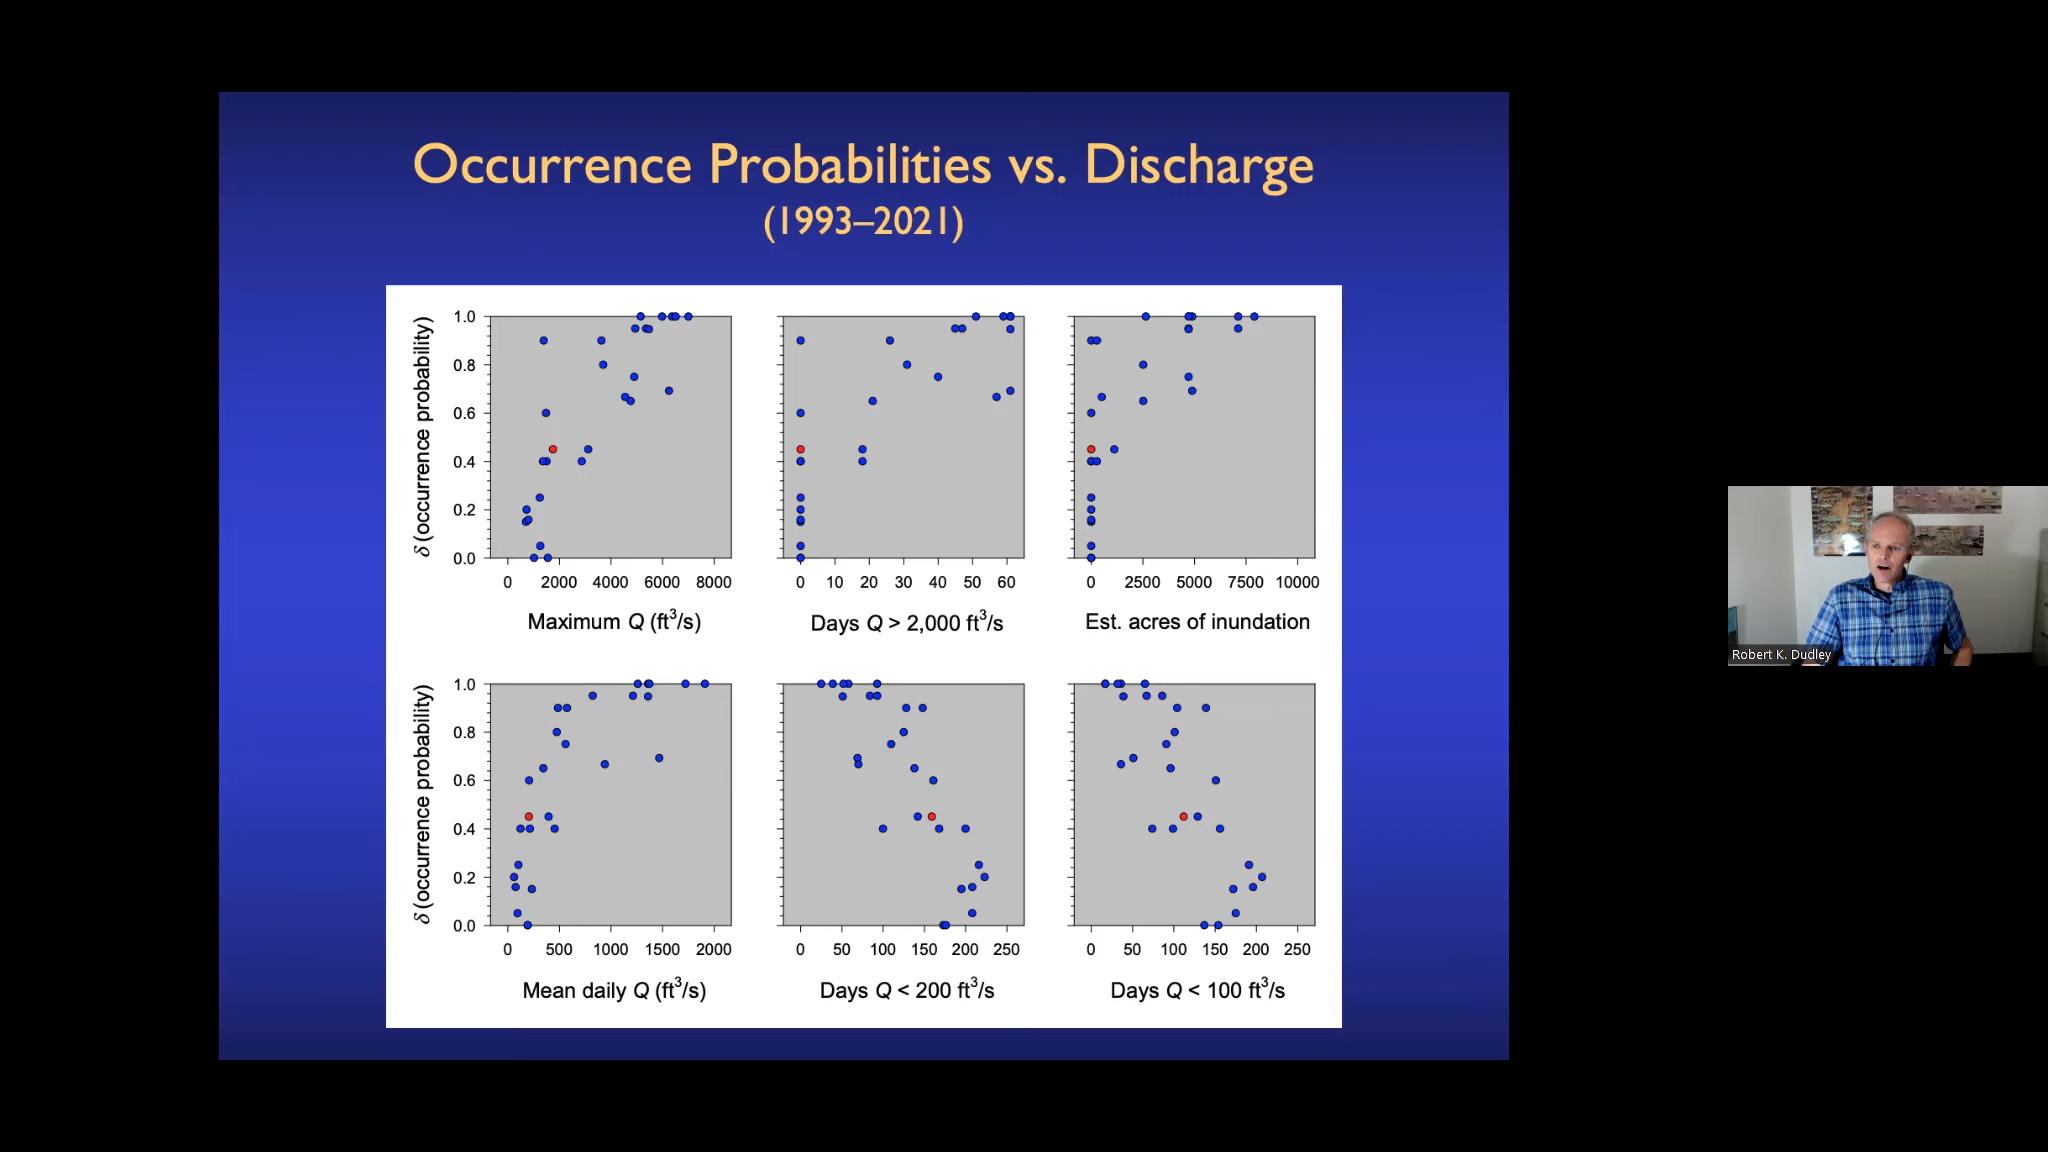 Occurrence Probabilities vs. Discharge
(1993–2021)
δ (occurrence probability)
1.0
0.8
0.6
0.4
0.2
0.0
0 2000 4000 6000 8000
Maximum Q (ft³/s)
0 10 20 30 40 50 60
Days Q > 2,000 ft³/s
0 2500 5000 7500 10000
Est. acres of inundation
δ (occurrence probability)
1.0
0.8
0.6
0.4
0.2
0.0
0 500 1000 1500 2000
Mean daily Q (ft³/s)
0 50 100 150 200 250
Days Q < 200 ft³/s
0 50 100 150 200 250
Days Q < 100 ft³/s
Robert K. Dudley